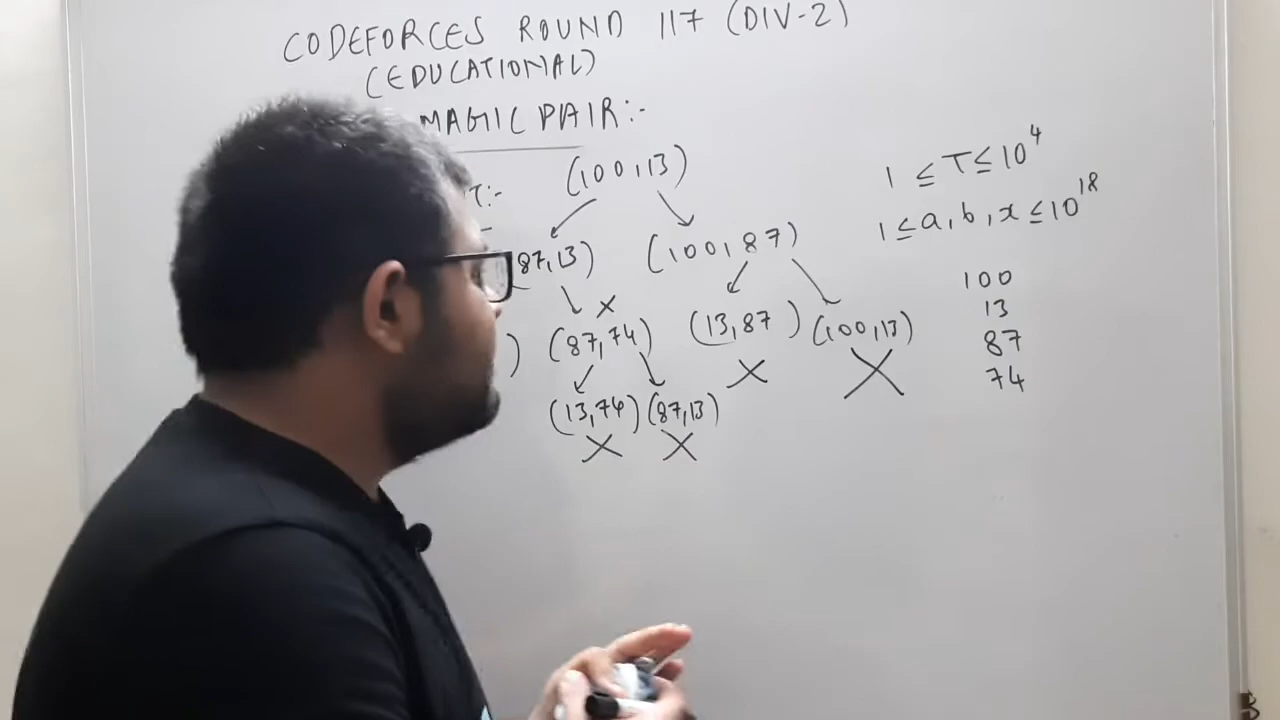 CODEFORCES ROUND 117 (DIV-2)
(EDUCATIONAL)
MAGIC PAIR:-
T:-
(100,13)
1 ≤ T ≤ 10^4
1 ≤ a, b, x ≤ 10^18
87,13) (100,87)
100
13
) (87,74) × (13,87) (100,13)
87
× ×
74
(13,74) (87,13)
× ×